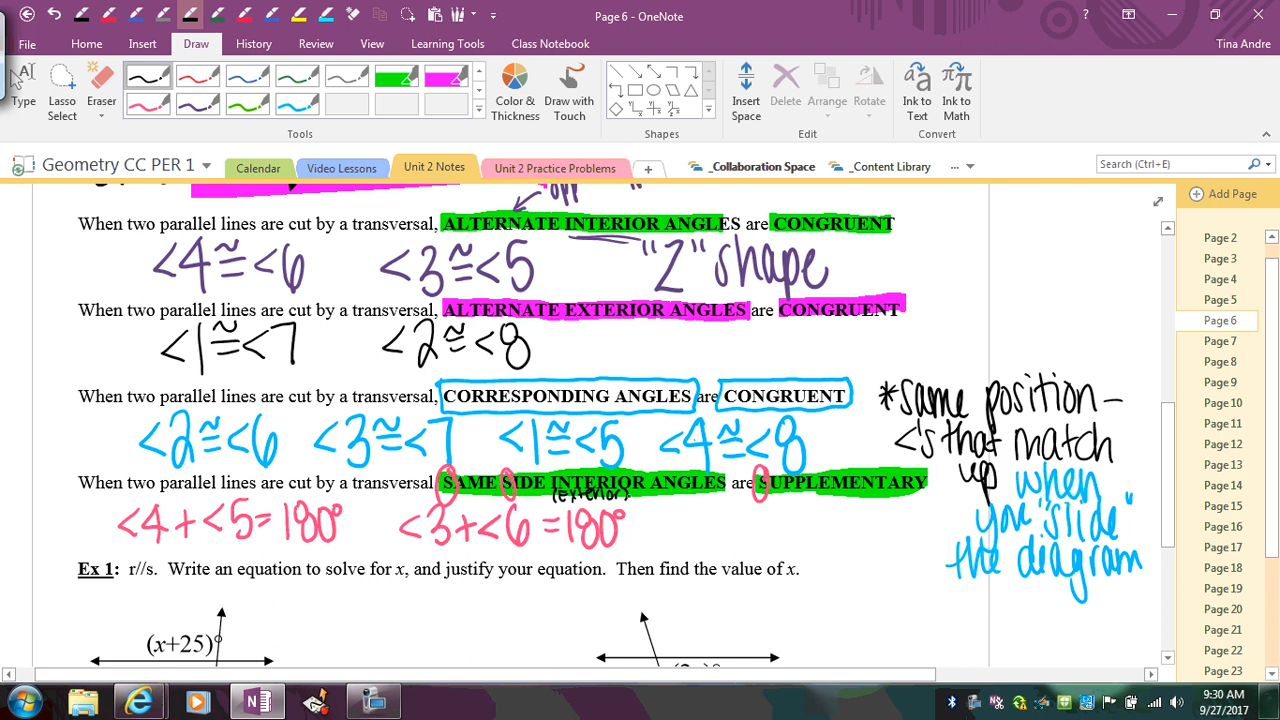 Page 6 - OneNote
Tina Andre
File Home Insert Draw History Review View Learning Tools Class Notebook
Type Lasso Select Eraser Color & Thickness Draw with Touch Insert Space Delete Arrange Rotate Ink to Text Ink to Math
Tools Shapes Edit Convert
Geometry CC PER 1 Calendar Video Lessons Unit 2 Notes Unit 2 Practice Problems _Collaboration Space _Content Library ... Search (Ctrl+E)
Add Page
opp
When two parallel lines are cut by a transversal, ALTERNATE INTERIOR ANGLES are CONGRUENT
<4≅<6 <3≅<5 "Z" shape
When two parallel lines are cut by a transversal, ALTERNATE EXTERIOR ANGLES are CONGRUENT
<1≅<7 <2≅<8
When two parallel lines are cut by a transversal, CORRESPONDING ANGLES are CONGRUENT
<2≅<6 <3≅<7 <1≅<5 <4≅<8
*same position -
<'s that match
up when
you "slide"
the diagram
When two parallel lines are cut by a transversal SAME SIDE INTERIOR ANGLES are SUPPLEMENTARY
(exterior)
<4+<5=180° <3+<6=180°
Ex 1: r//s. Write an equation to solve for x, and justify your equation. Then find the value of x.
(x+25)°
Page 2
Page 3
Page 4
Page 5
Page 6
Page 7
Page 8
Page 9
Page 10
Page 11
Page 12
Page 13
Page 14
Page 15
Page 16
Page 17
Page 18
Page 19
Page 20
Page 21
Page 22
Page 23
9:30 AM
9/27/2017